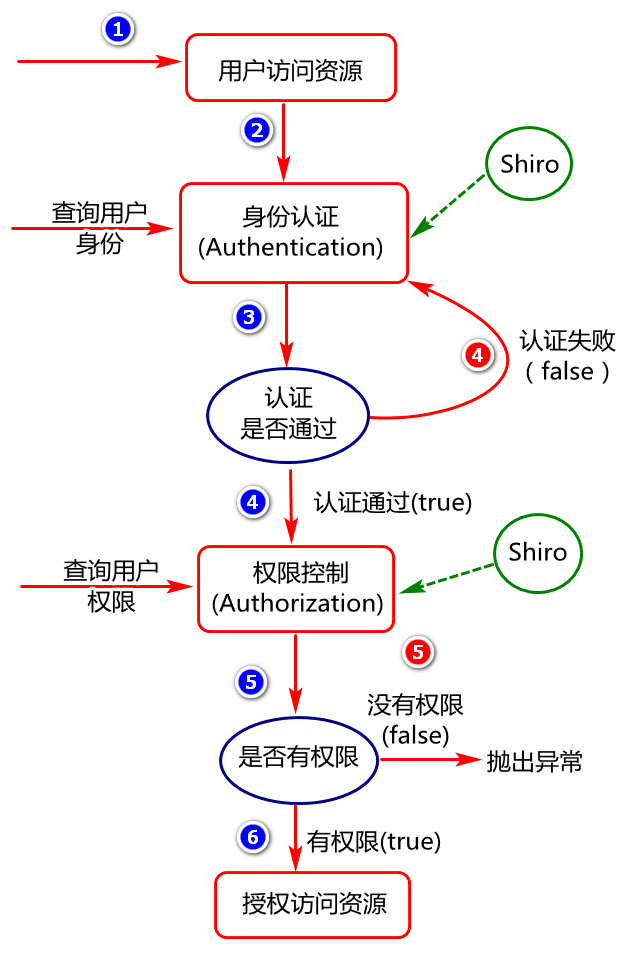 1
用户访问资源
2
Shiro
查询用户
身份
身份认证
(Authentication)
3
4
认证失败
（false）
认证
是否通过
4
认证通过(true)
Shiro
查询用户
权限
权限控制
(Authorization)
5
5
没有权限
(false)
是否有权限
抛出异常
6
有权限(true)
授权访问资源